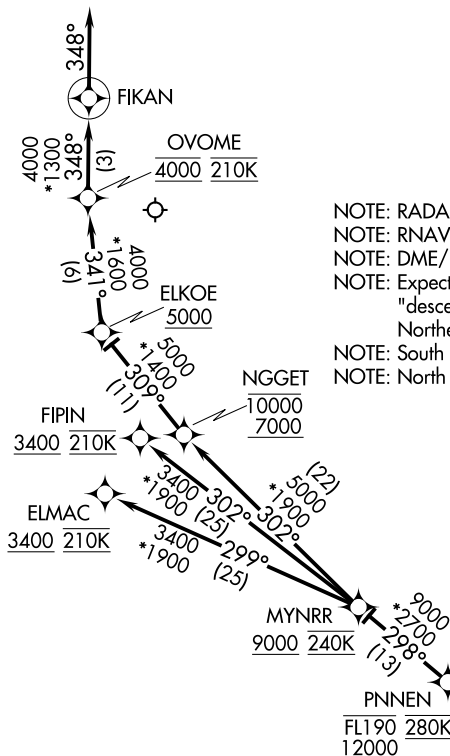 348°
FIKAN
4000
*1300
348°
(3)
OVOME
4000 210K
4000
*1600
341°
(6)
NOTE: RADA
NOTE: RNAV
NOTE: DME/
NOTE: Expect
"desce
Northe
NOTE: South
NOTE: North
ELKOE
5000
5000
*1400
309°
(11)
NGGET
10000
7000
FIPIN
3400 210K
(22)
5000
*1900
302°
3400
*1900
302°
(25)
ELMAC
3400 210K
3400
*1900
299°
(25)
MYNRR
9000 240K
9000
*2700
298°
(13)
PNNEN
FL190 280K
12000